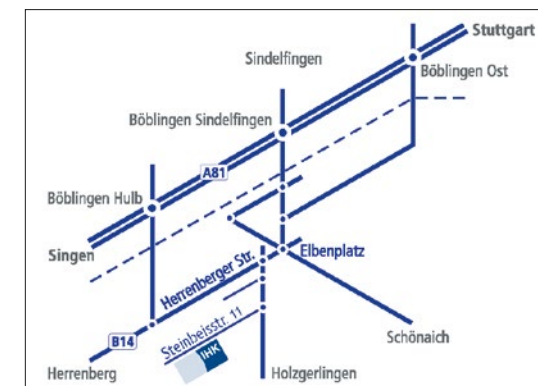 Stuttgart
Sindelfingen
Böblingen Ost
Böblingen Sindelfingen
A81
Böblingen Hulb
Singen
Elbenplatz
Herrenberger Str.
Steinbeisstr. 11
B14
IHK
Schönaich
Herrenberg
Holzgerlingen